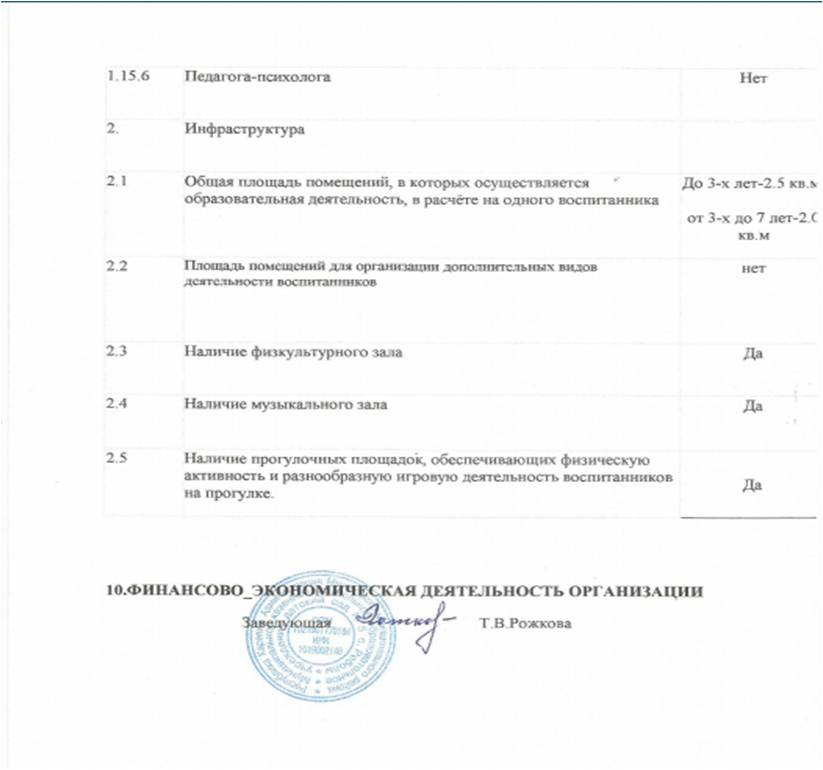 1.15.6 Педагога-психолога Нет
2. Инфраструктура
2.1 Общая площадь помещений, в которых осуществляется До 3-х лет-2.5 кв.м
образовательная деятельность, в расчёте на одного воспитанника
от 3-х до 7 лет-2.0
кв.м
2.2 Площадь помещений для организации дополнительных видов нет
деятельности воспитанников
2.3 Наличие физкультурного зала Да
2.4 Наличие музыкального зала Да
2.5 Наличие прогулочных площадок, обеспечивающих физическую
активность и разнообразную игровую деятельность воспитанников Да
на прогулке.
10.ФИНАНСОВО_ЭКОНОМИЧЕСКАЯ ДЕЯТЕЛЬНОСТЬ ОРГАНИЗАЦИИ
Заведующая Т.В.Рожкова
детский сад
ИНН